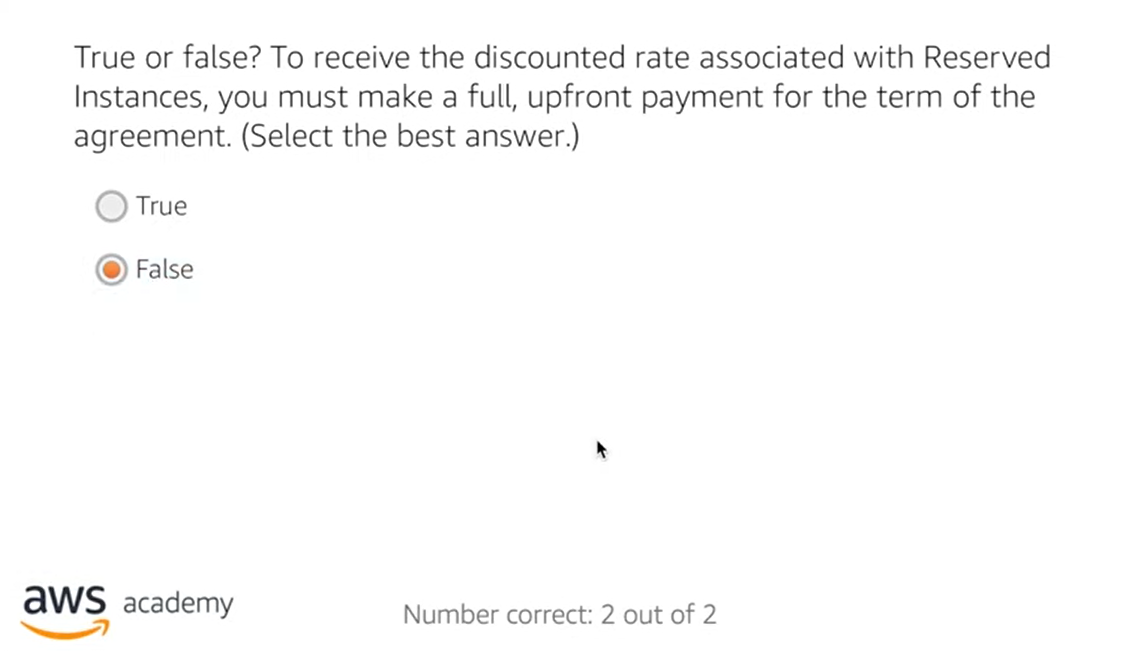 True or false? To receive the discounted rate associated with Reserved
Instances, you must make a full, upfront payment for the term of the
agreement. (Select the best answer.)
True
False
aws academy
Number correct: 2 out of 2